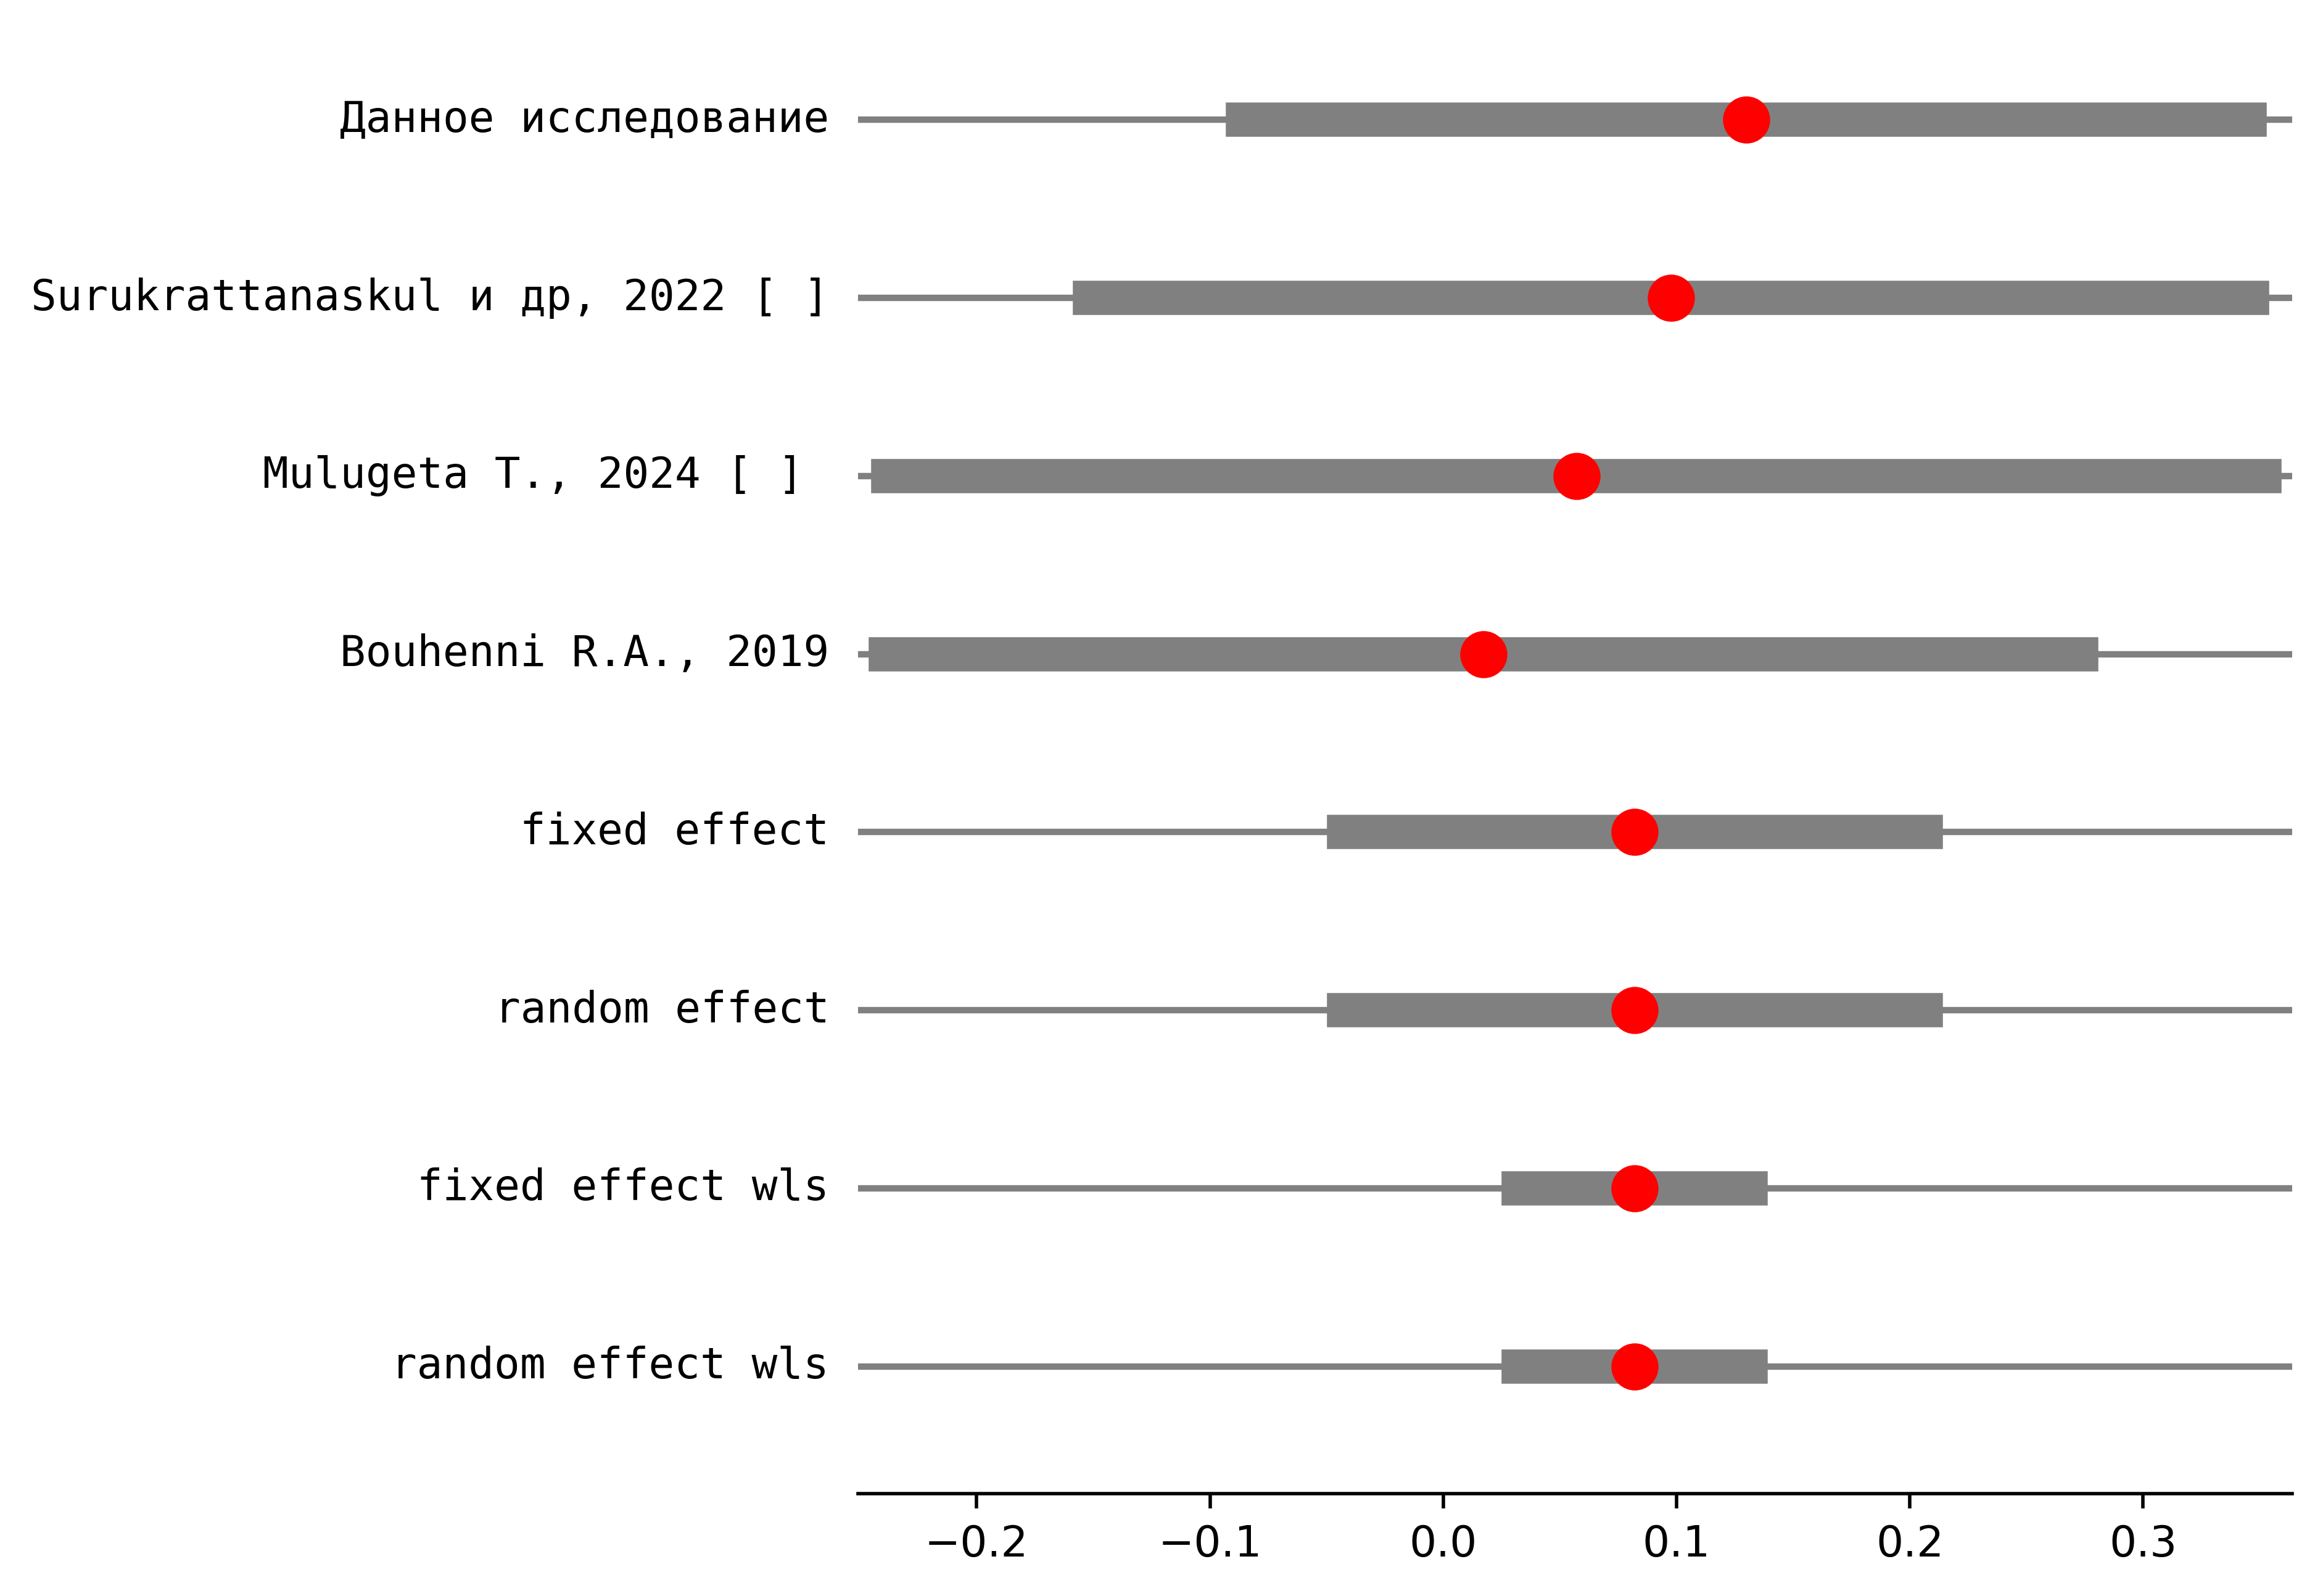 Данное исследование
Surukrattanaskul и др, 2022 [ ]
Mulugeta T., 2024 [ ]
Bouhenni R.A., 2019
fixed effect
random effect
fixed effect wls
random effect wls
−0.2 −0.1 0.0 0.1 0.2 0.3